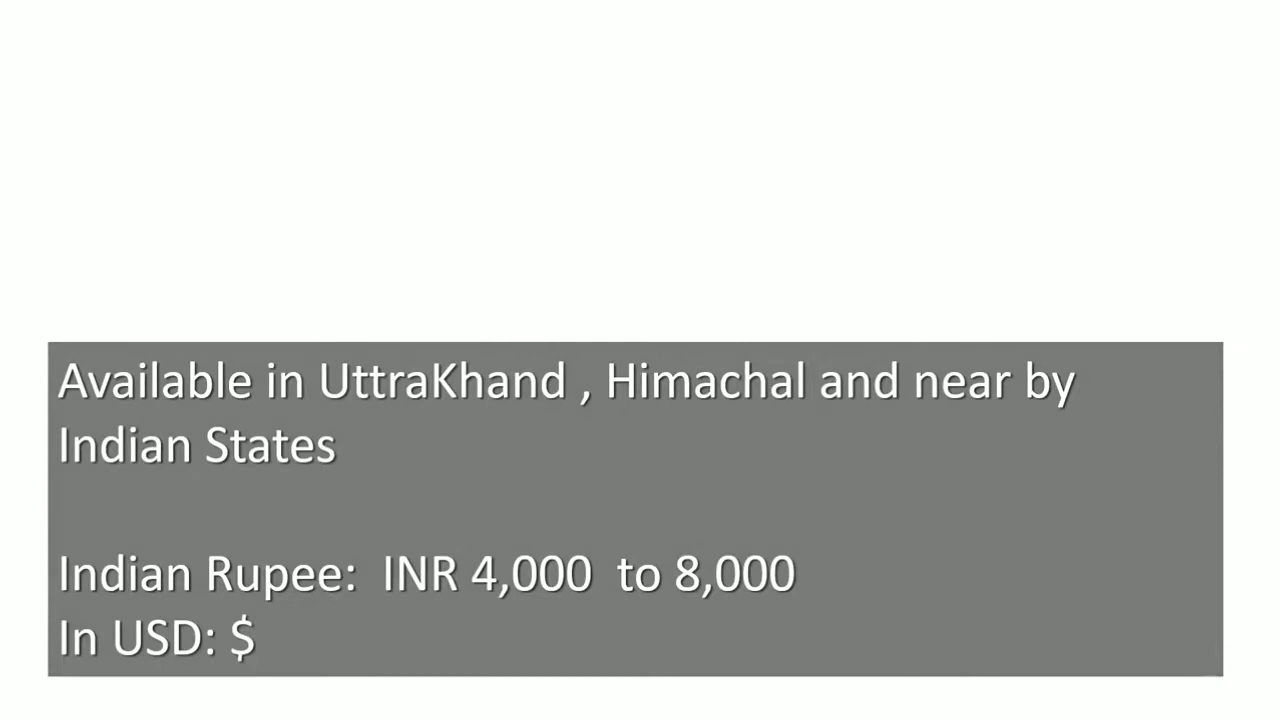 Available in UttraKhand , Himachal and near by
Indian States
Indian Rupee: INR 4,000 to 8,000
In USD: $